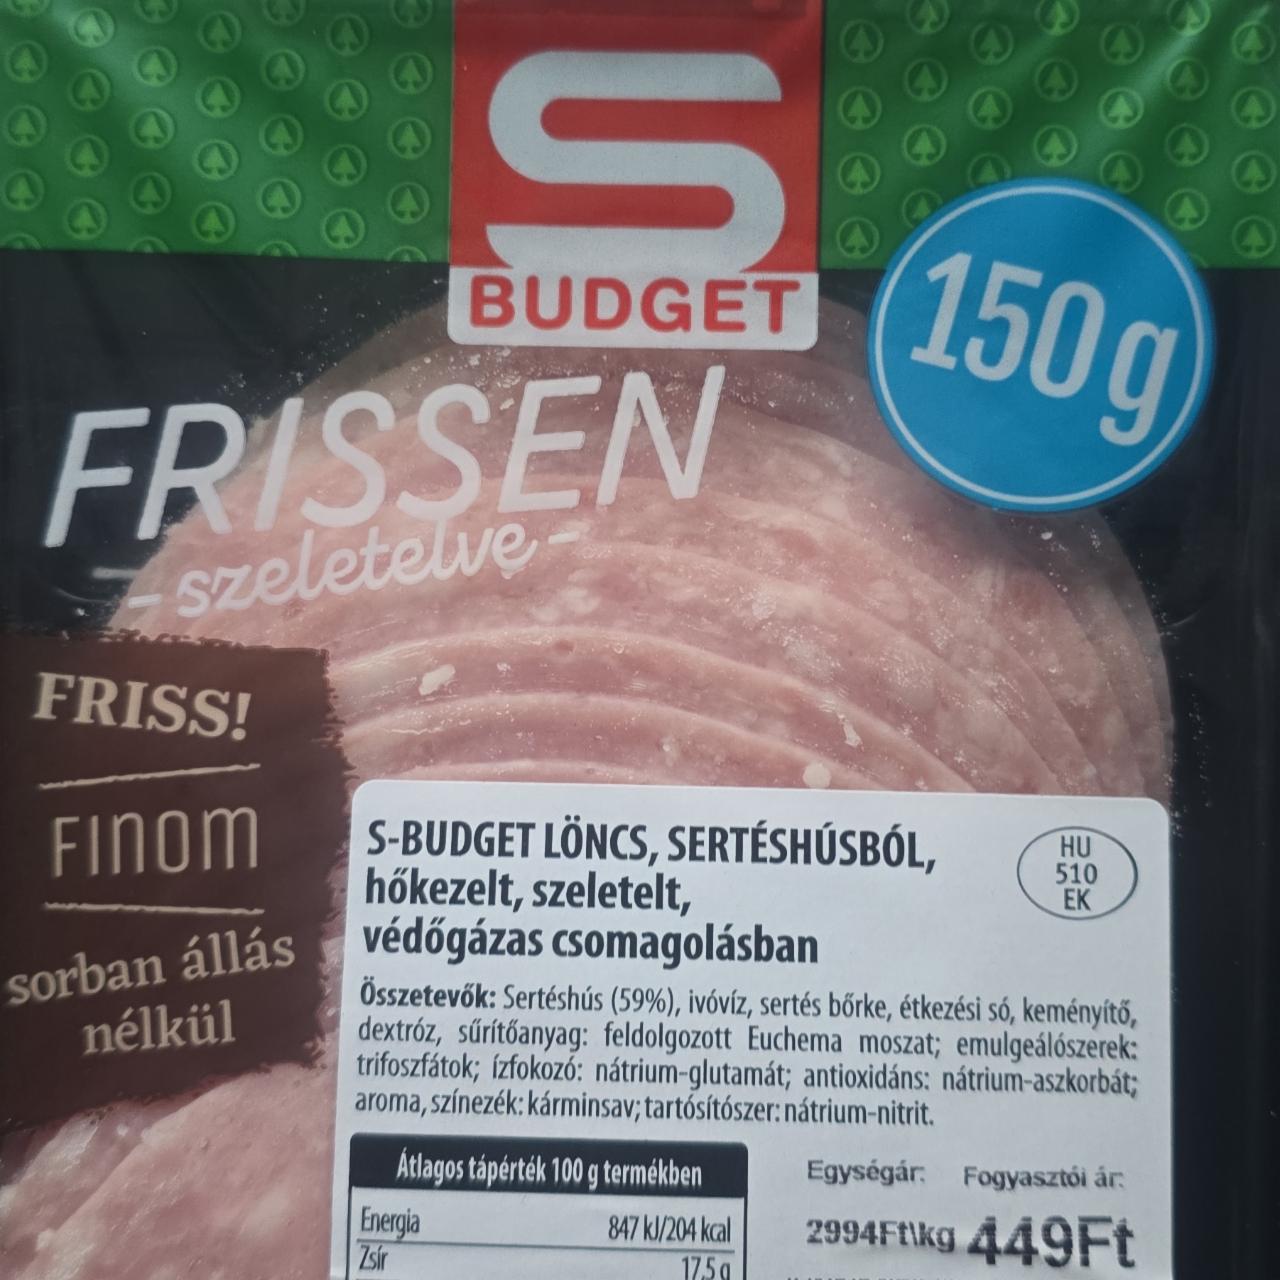 S
BUDGET
150g
FRISSEN
- szeletelve -
FRISS!
FINOM
sorban állás
nélkül
S-BUDGET LÖNCS, SERTÉSHÚSBÓL,
hőkezelt, szeletelt,
védőgázas csomagolásban
HU
510
EK
Összetevők: Sertéshús (59%), ivóvíz, sertés bőrke, étkezési só, keményítő,
dextróz, sűrítőanyag: feldolgozott Euchema moszat; emulgeálószerek:
trifoszfátok; ízfokozó: nátrium-glutamát; antioxidáns: nátrium-aszkorbát;
aroma, színezék: kárminsav; tartósítószer: nátrium-nitrit.
Átlagos tápérték 100 g termékben
Energia 847 kJ/204 kcal
Zsír 17,5 g
Egységár: Fogyasztói ár:
2994Ft\kg 449Ft